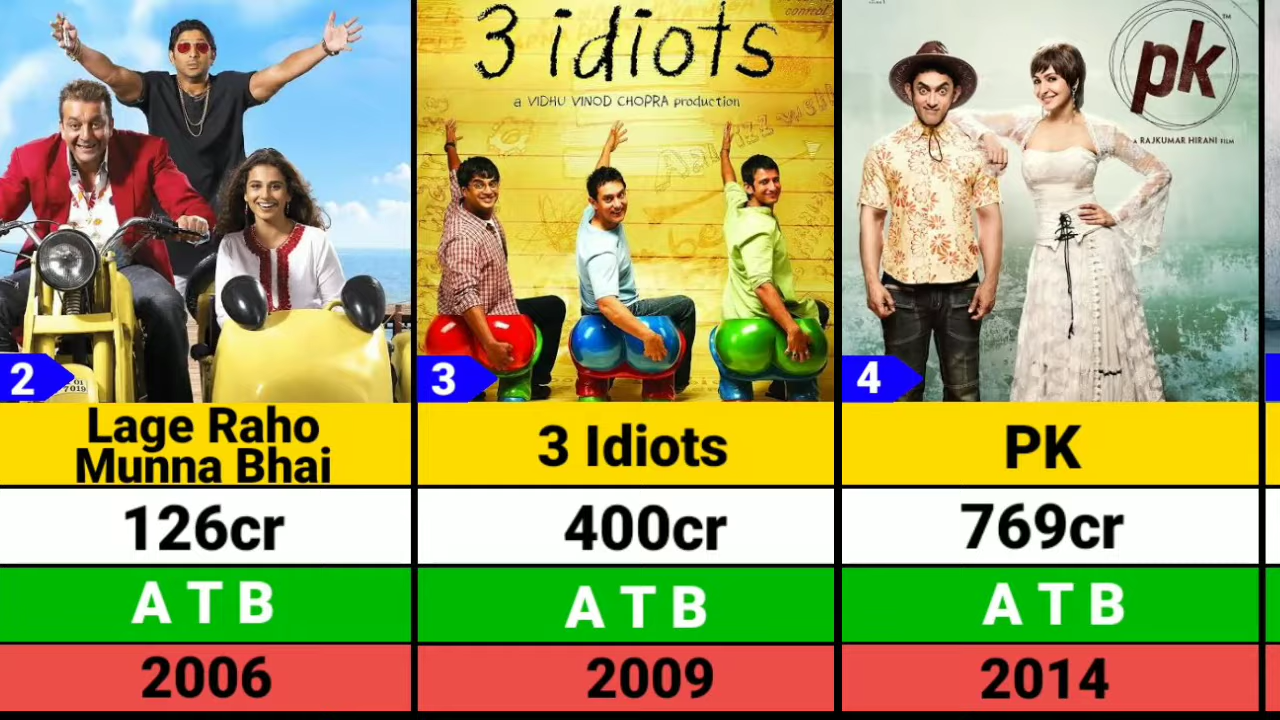 3 idiots
a VIDHU VINOD CHOPRA production
pk
TM
A RAJKUMAR HIRANI FILM
2
3
4
Lage Raho
Munna Bhai
3 Idiots
PK
126cr
400cr
769cr
A T B
A T B
A T B
2006
2009
2014